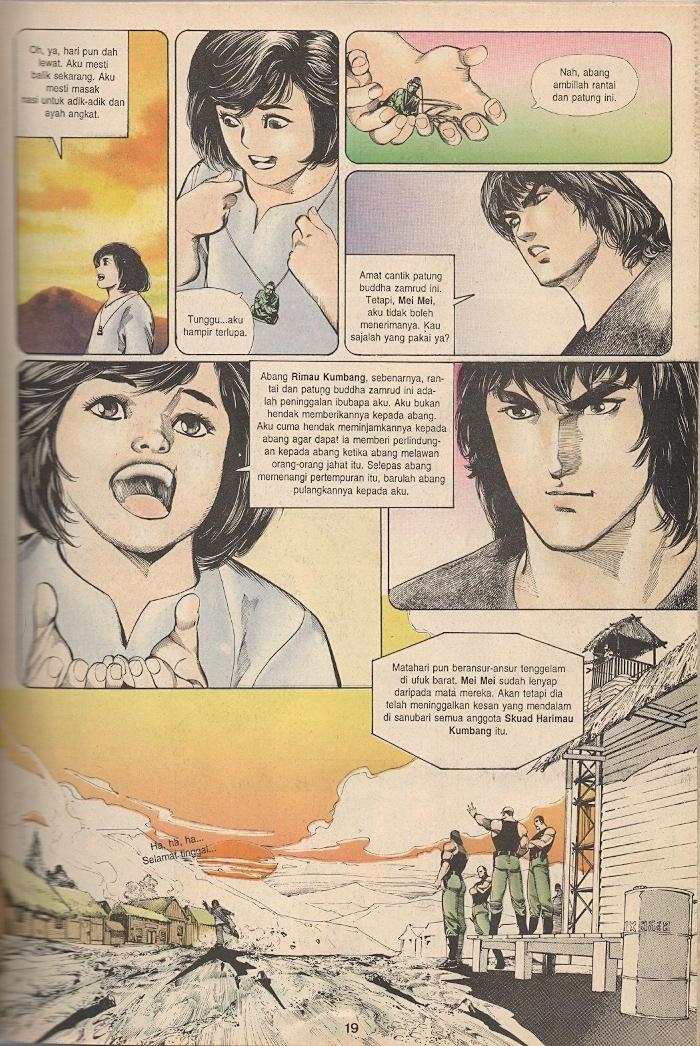 Oh, ya, hari pun dah
lewat. Aku mesti
balik sekarang. Aku
mesti masak
nasi untuk adik-adik dan
ayah angkat.
Tunggu...aku
hampir terlupa.
Nah, abang
ambillah rantai
dan patung ini.
Amat cantik patung
buddha zamrud ini.
Tetapi, Mei Mei,
aku tidak boleh
menerimanya. Kau
sajalah yang pakai ya?
Abang Rimau Kumbang, sebenarnya, ran-
tai dan patung buddha zamrud ini ada-
lah peninggalan ibubapa aku. Aku bukan
hendak memberikannya kepada abang.
Aku cuma hendak meminjamkannya kepada
abang agar dapat ia memberi perlindung-
an kepada abang ketika abang melawan
orang-orang jahat itu. Selepas abang
memenangi pertempuran itu, barulah abang
pulangkannya kepada aku.
Matahari pun beransur-ansur tenggelam
di ufuk barat. Mei Mei sudah lenyap
daripada mata mereka. Akan tetapi dia
telah meninggalkan kesan yang mendalam
di sanubari semua anggota Skuad Harimau
Kumbang itu.
Ha, ha, ha...
Selamat tinggal...
19